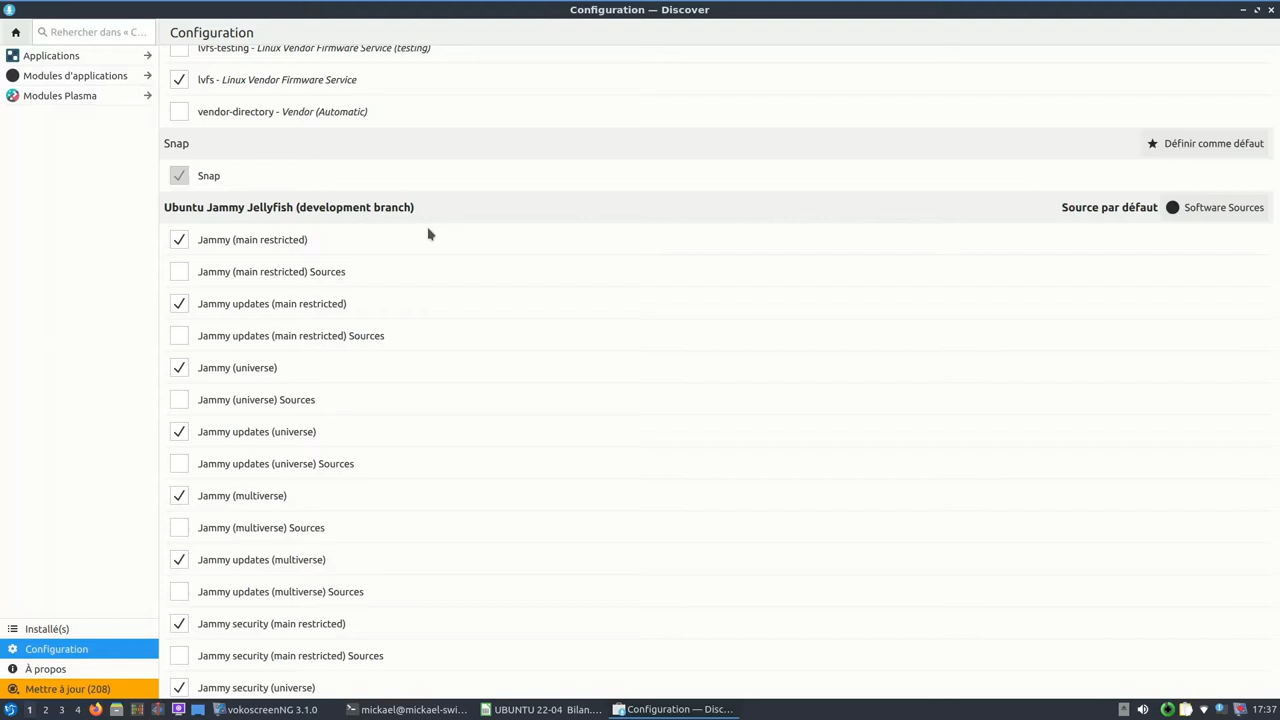 Configuration — Discover
Rehercher dans « C...
Configuration
Applications
Modules d'applications
Modules Plasma
lvfs-testing - Linux Vendor Firmware Service (testing)
lvfs - Linux Vendor Firmware Service
vendor-directory - Vendor (Automatic)
Snap
Définir comme défaut
Snap
Ubuntu Jammy Jellyfish (development branch)
Source par défaut
Software Sources
Jammy (main restricted)
Jammy (main restricted) Sources
Jammy updates (main restricted)
Jammy updates (main restricted) Sources
Jammy (universe)
Jammy (universe) Sources
Jammy updates (universe)
Jammy updates (universe) Sources
Jammy (multiverse)
Jammy (multiverse) Sources
Jammy updates (multiverse)
Jammy updates (multiverse) Sources
Jammy security (main restricted)
Jammy security (main restricted) Sources
Jammy security (universe)
Installé(s)
Configuration
À propos
Mettre à jour (208)
1 2 3 4
vokoscreenNG 3.1.0
mickael@mickael-swi...
UBUNTU 22-04 Bilan...
Configuration — Disc...
17:37